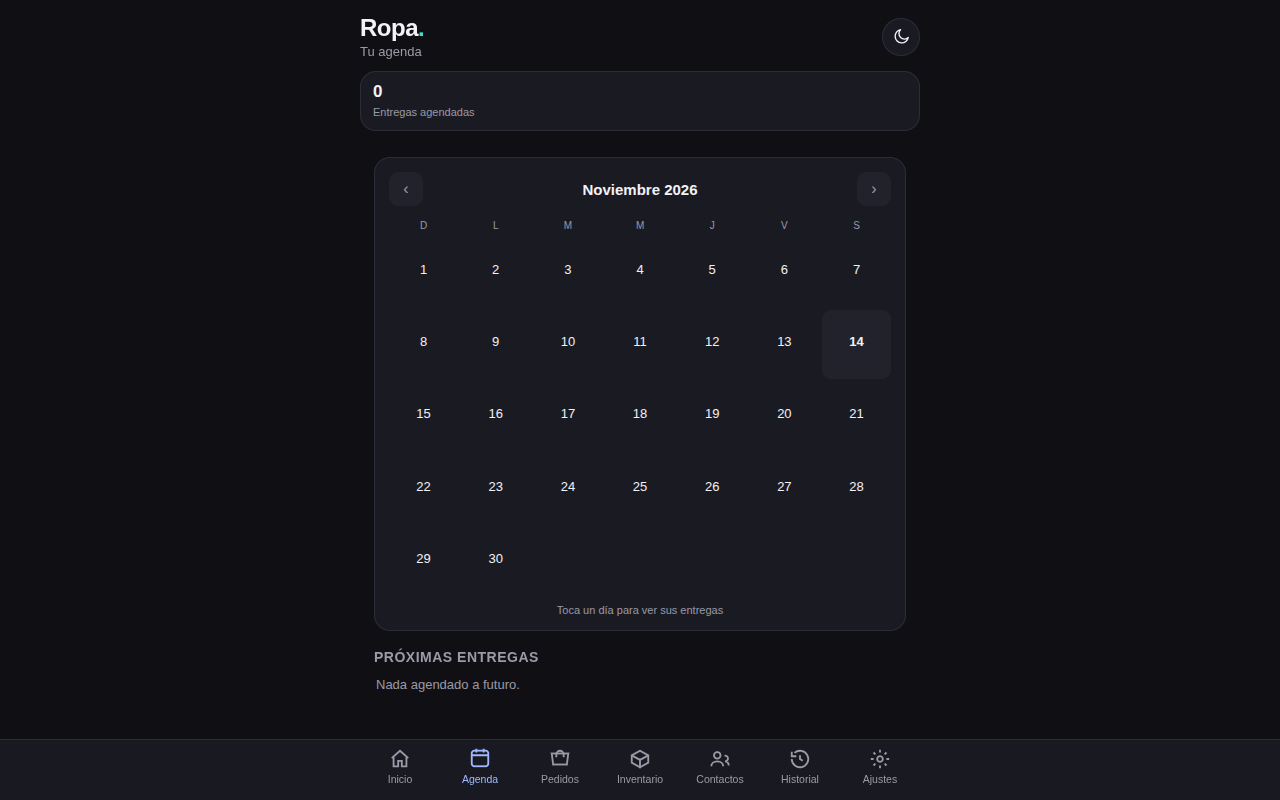 Ropa.
Tu agenda
0
Entregas agendadas
‹ Noviembre 2026 ›
D L M M J V S
1 2 3 4 5 6 7
8 9 10 11 12 13 14
15 16 17 18 19 20 21
22 23 24 25 26 27 28
29 30
Toca un día para ver sus entregas
PRÓXIMAS ENTREGAS
Nada agendado a futuro.
Inicio Agenda Pedidos Inventario Contactos Historial Ajustes